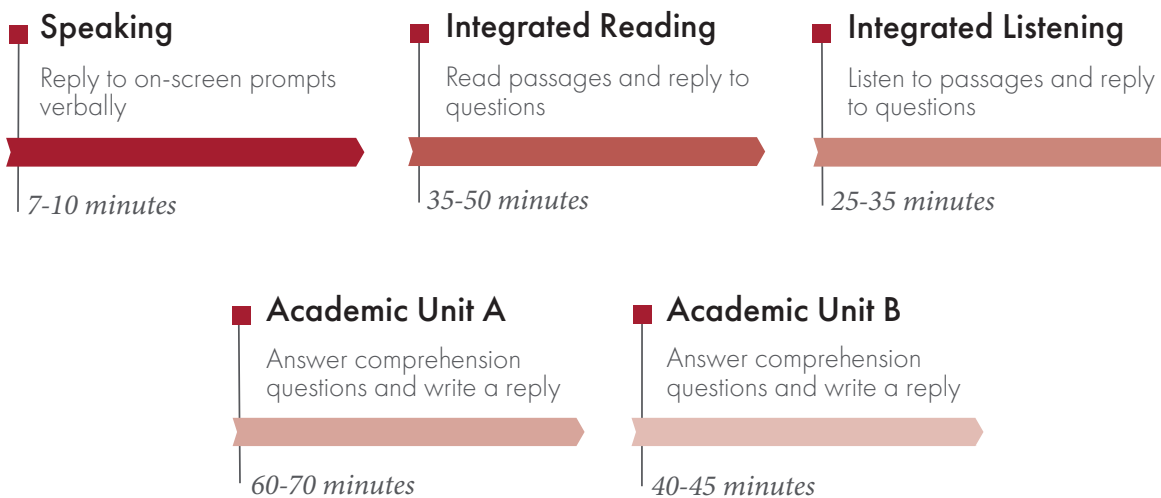 Speaking
Reply to on-screen prompts
verbally
7-10 minutes
Integrated Reading
Read passages and reply to
questions
35-50 minutes
Integrated Listening
Listen to passages and reply
to questions
25-35 minutes
Academic Unit A
Answer comprehension
questions and write a reply
60-70 minutes
Academic Unit B
Answer comprehension
questions and write a reply
40-45 minutes